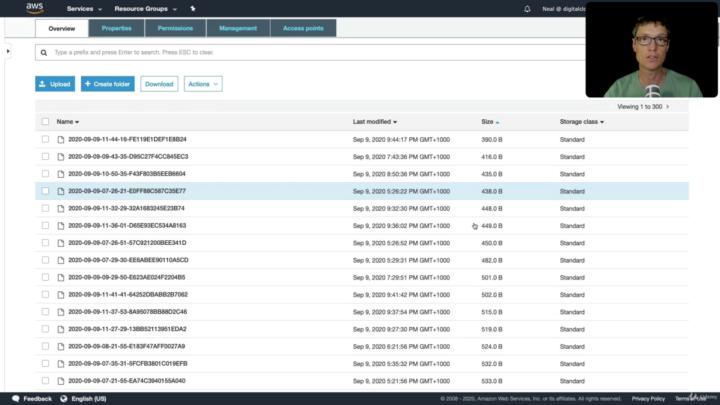 aws Services Resource Groups Neal @ digitalclo
Overview Properties Permissions Management Access points
Type a prefix and press Enter to search. Press ESC to clear.
Upload + Create folder Download Actions
Viewing 1 to 300
Name Last modified Size Storage class
2020-09-09-11-44-16-FE119E1DEF1E8B24 Sep 9, 2020 9:44:17 PM GMT+1000 390.0 B Standard
2020-09-09-09-43-35-D95C27F4CC845EC3 Sep 9, 2020 7:43:36 PM GMT+1000 416.0 B Standard
2020-09-09-10-50-35-F43F803B5EEB6604 Sep 9, 2020 8:50:36 PM GMT+1000 435.0 B Standard
2020-09-09-07-26-21-E0FF88C587C35E77 Sep 9, 2020 5:26:22 PM GMT+1000 438.0 B Standard
2020-09-09-11-32-29-32A1683245E23B74 Sep 9, 2020 9:32:30 PM GMT+1000 448.0 B Standard
2020-09-09-11-36-01-D65E93EC534A8163 Sep 9, 2020 9:36:02 PM GMT+1000 449.0 B Standard
2020-09-09-07-26-51-57C921200BEE341D Sep 9, 2020 5:26:52 PM GMT+1000 450.0 B Standard
2020-09-09-07-29-30-EE6ABEE90110A5CD Sep 9, 2020 5:29:31 PM GMT+1000 482.0 B Standard
2020-09-09-09-29-50-E623AE024F2204B5 Sep 9, 2020 7:29:51 PM GMT+1000 501.0 B Standard
2020-09-09-11-41-41-64252DBABB2B7062 Sep 9, 2020 9:41:42 PM GMT+1000 502.0 B Standard
2020-09-09-11-37-53-8A95078BB88D2C46 Sep 9, 2020 9:37:54 PM GMT+1000 515.0 B Standard
2020-09-09-11-27-29-13BB52113951EDA2 Sep 9, 2020 9:27:30 PM GMT+1000 519.0 B Standard
2020-09-09-08-21-55-E183F47AFF0027A9 Sep 9, 2020 6:21:56 PM GMT+1000 524.0 B Standard
2020-09-09-07-35-31-5FCFB3801C019EFB Sep 9, 2020 5:35:32 PM GMT+1000 532.0 B Standard
2020-09-09-07-21-55-EA74C3940155A040 Sep 9, 2020 5:21:56 PM GMT+1000 533.0 B Standard
Feedback English (US) © 2008 - 2020, Amazon Web Services, Inc. or its affiliates. All rights reserved. Privacy Policy Terms of Use